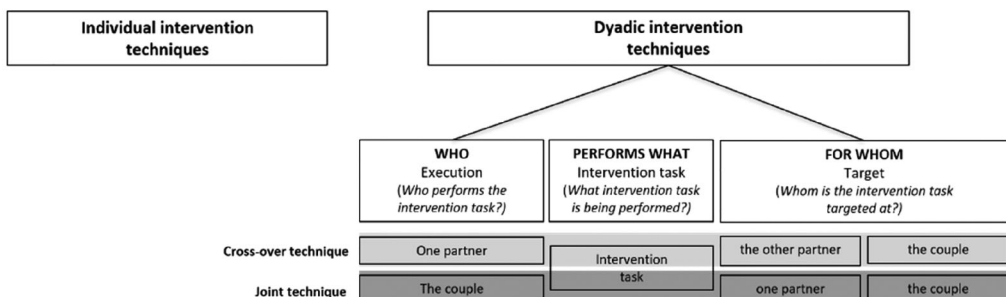 Individual intervention
techniques
Dyadic intervention
techniques
WHO
Execution
(Who performs the
intervention task?)
PERFORMS WHAT
Intervention task
(What intervention task
is being performed?)
FOR WHOM
Target
(Whom is the intervention task
targeted at?)
Cross-over technique
One partner
Intervention
task
the other partner
the couple
Joint technique
The couple
one partner
the couple